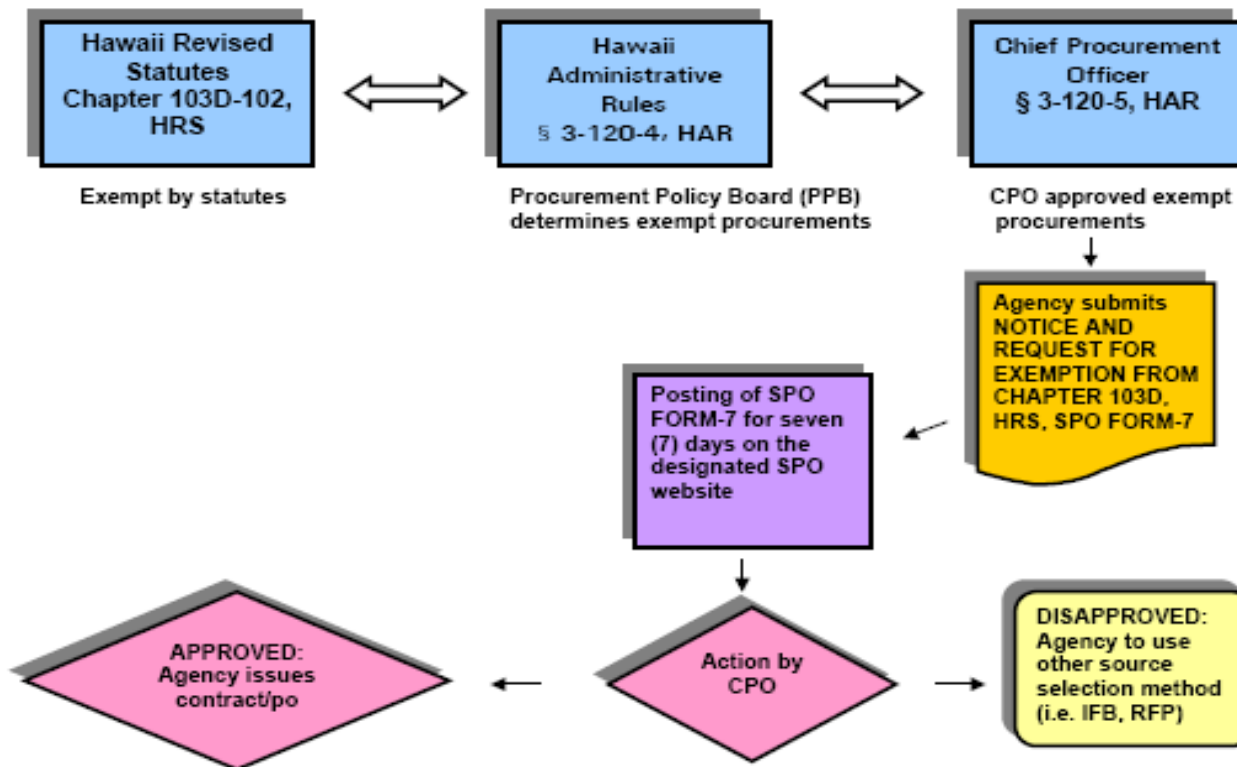 Hawaii Revised
Statutes
Chapter 103D-102,
HRS
Hawaii
Administrative
Rules
§ 3-120-4, HAR
Chief Procurement
Officer
§ 3-120-5, HAR
Exempt by statutes
Procurement Policy Board (PPB)
determines exempt procurements
CPO approved exempt
procurements
Agency submits
NOTICE AND
REQUEST FOR
EXEMPTION FROM
CHAPTER 103D,
HRS, SPO FORM-7
Posting of SPO
FORM-7 for seven
(7) days on the
designated SPO
website
APPROVED:
Agency issues
contract/po
Action by
CPO
DISAPPROVED:
Agency to use
other source
selection method
(i.e. IFB, RFP)